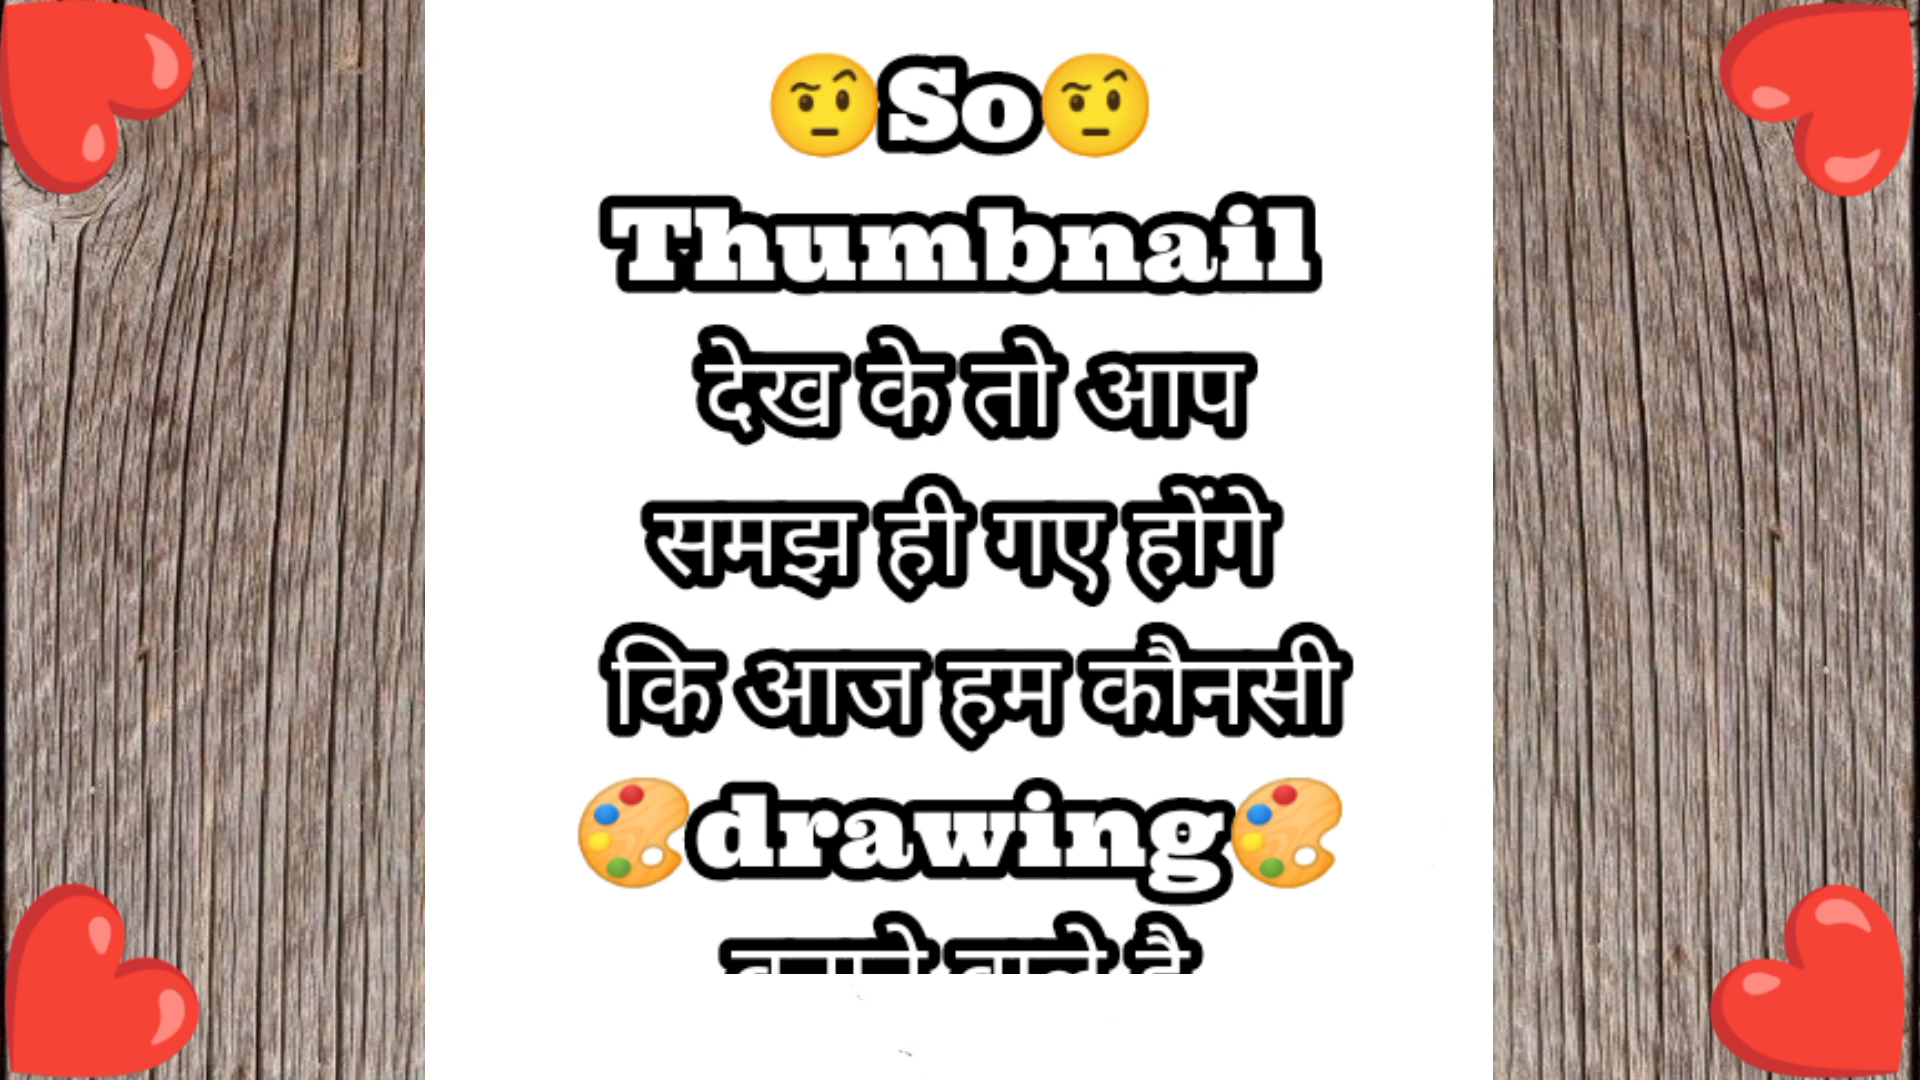 🤨So🤨
Thumbnail
देख के तो आप
समझ ही गए होंगे
कि आज हम कौनसी
🎨drawing🎨